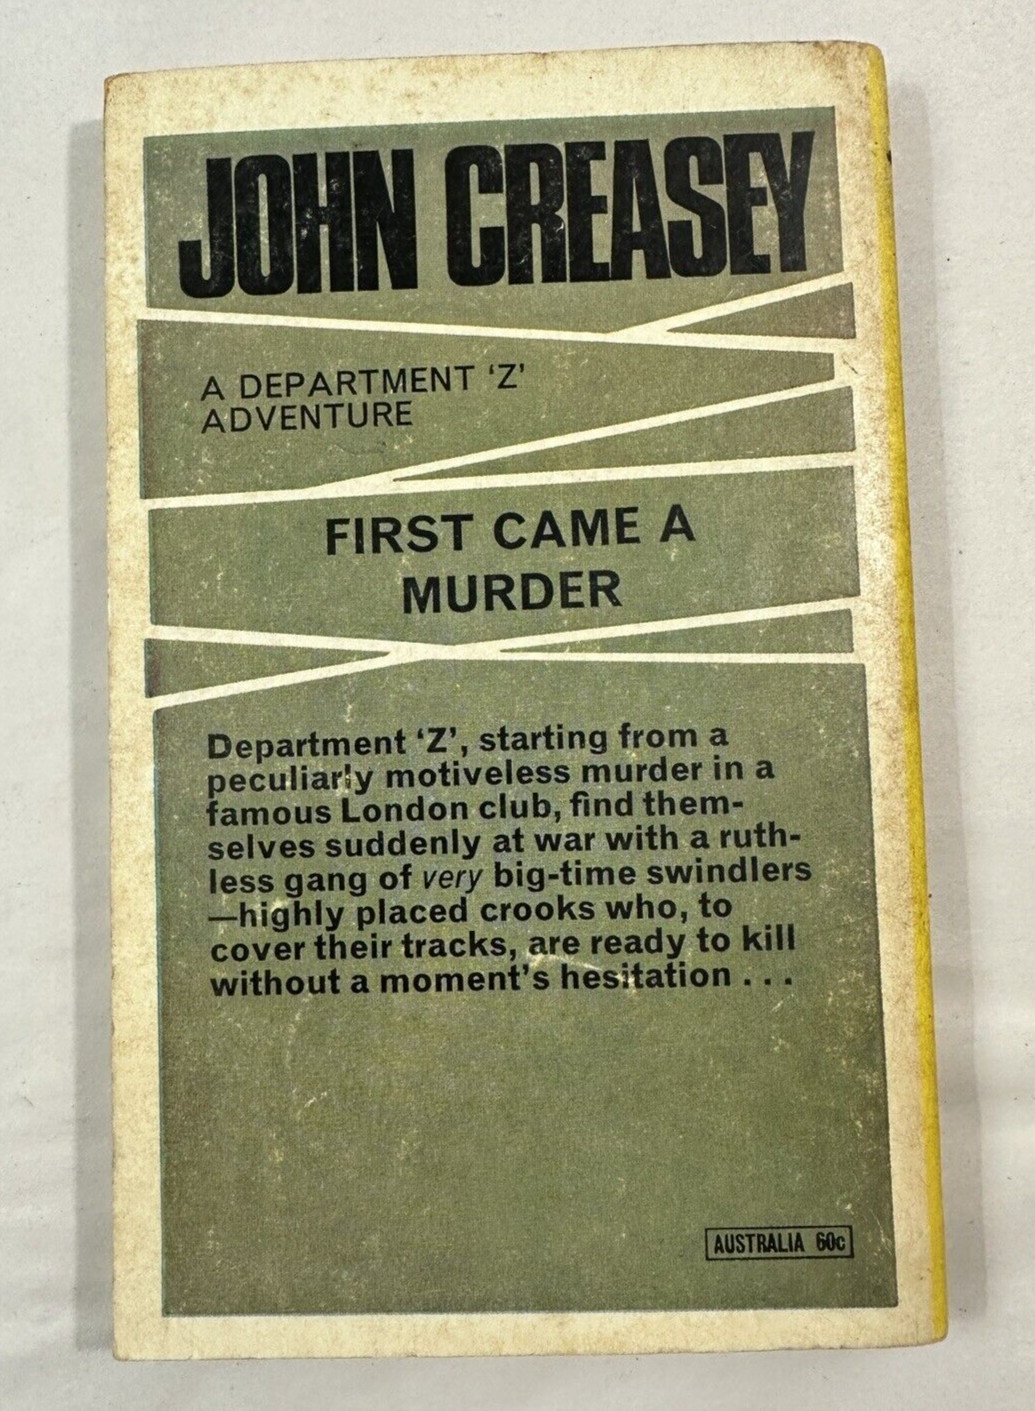 JOHN CREASEY
A DEPARTMENT ‘Z’
ADVENTURE
FIRST CAME A
MURDER
Department ‘Z’, starting from a
peculiarly motiveless murder in a
famous London club, find them-
selves suddenly at war with a ruth-
less gang of very big-time swindlers
—highly placed crooks who, to
cover their tracks, are ready to kill
without a moment’s hesitation . . .
AUSTRALIA 60c